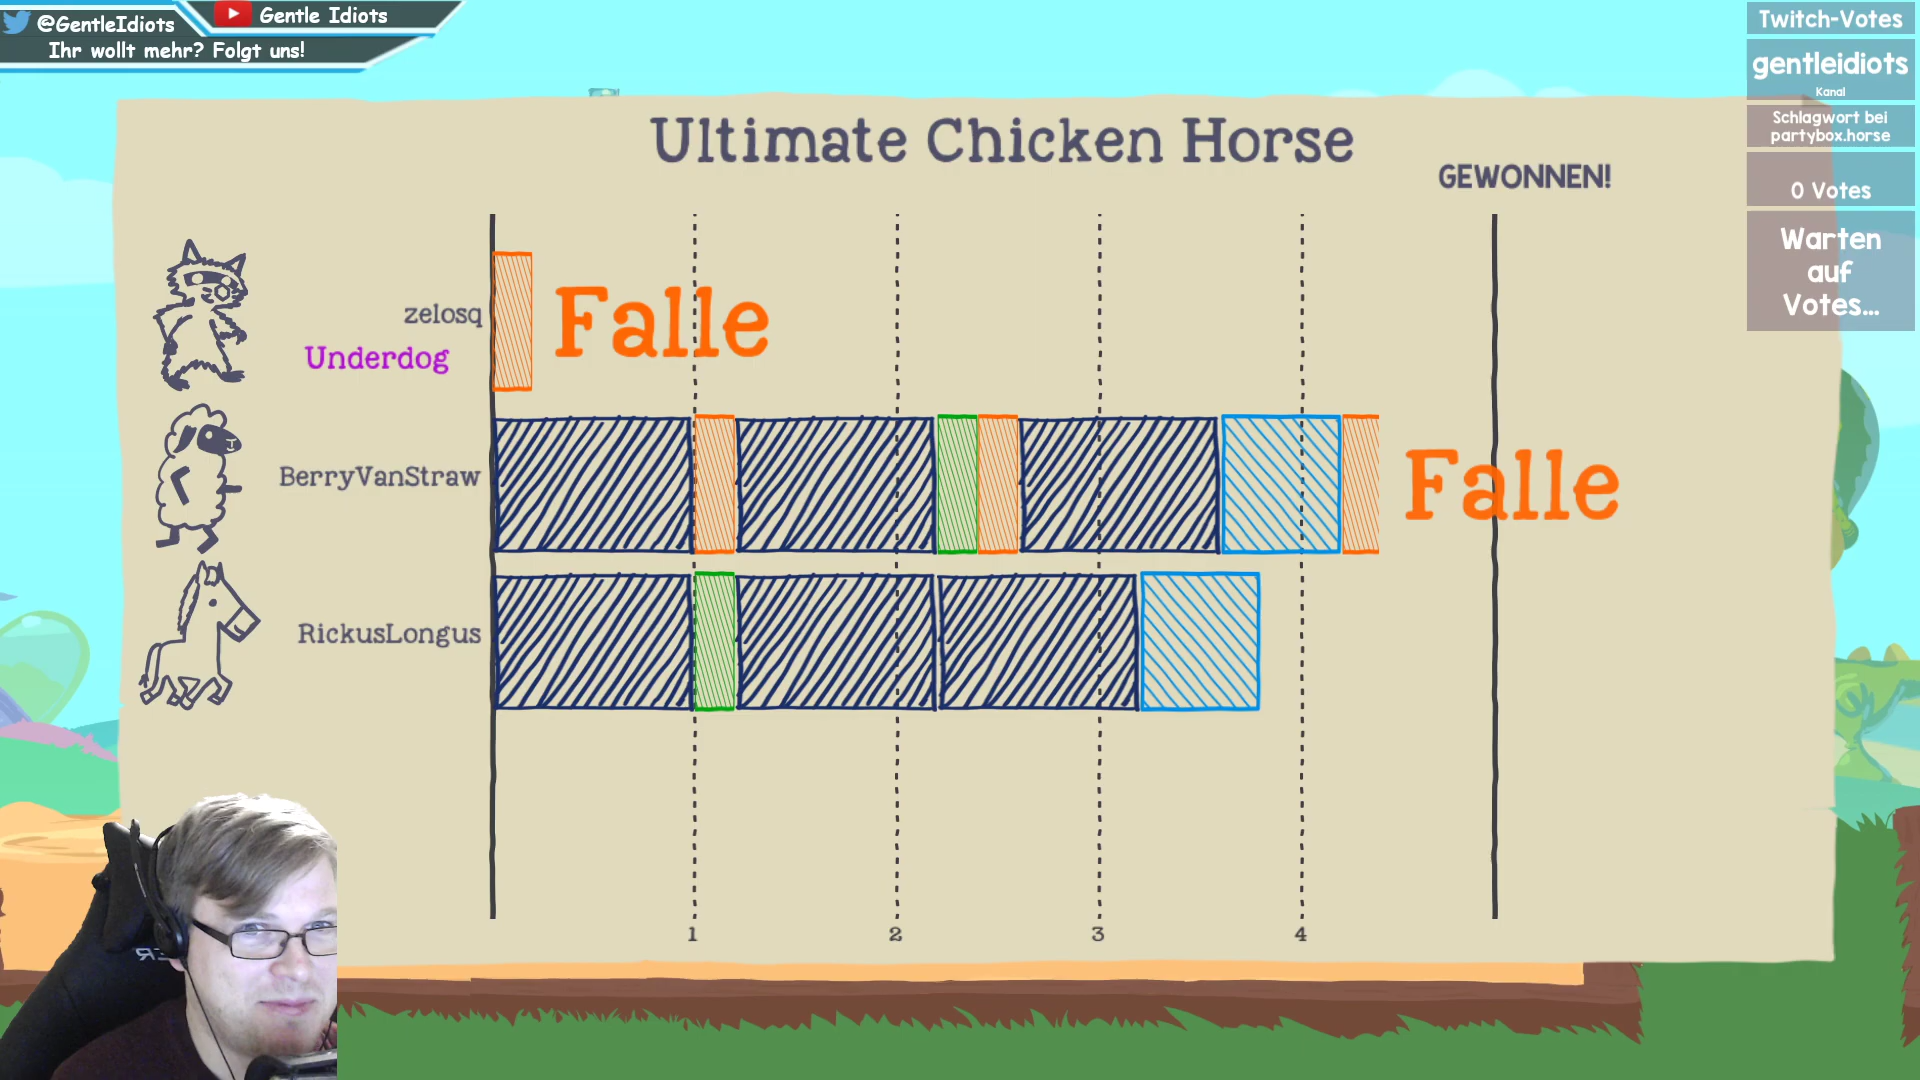 @GentleIdiots
Gentle Idiots
Ihr wollt mehr? Folgt uns!
Ultimate Chicken Horse
GEWONNEN!
zelosq
Underdog
Falle
BerryVanStraw
Falle
RickusLongus
1 2 3 4
Twitch-Votes
gentleidiots
Kanal
Schlagwort bei
partybox.horse
0 Votes
Warten
auf
Votes...